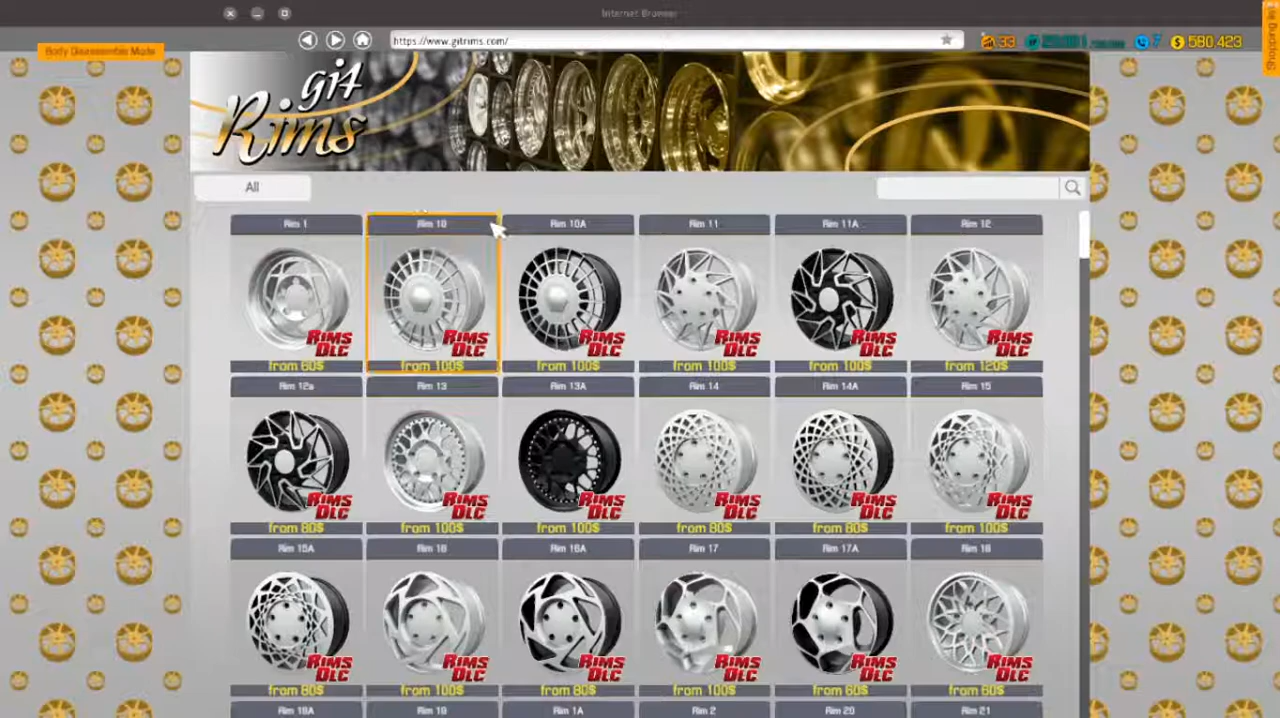 Internet Browser
Body Disassemble Mode
https://www.gitrims.com/
33
7
$ 580,423
git
Rims
All
Rim 1
Rim 10
Rim 10A
Rim 11
Rim 11A
Rim 12
RIMS DLC
RIMS DLC
RIMS DLC
RIMS DLC
RIMS DLC
RIMS DLC
from 60$
from 100$
from 100$
from 100$
from 100$
from 120$
Rim 12a
Rim 13
Rim 13A
Rim 14
Rim 14A
Rim 15
RIMS DLC
RIMS DLC
RIMS DLC
RIMS DLC
RIMS DLC
RIMS DLC
from 80$
from 100$
from 100$
from 80$
from 80$
from 100$
Rim 15A
Rim 16
Rim 16A
Rim 17
Rim 17A
Rim 18
RIMS DLC
RIMS DLC
RIMS DLC
RIMS DLC
RIMS DLC
RIMS DLC
from 80$
from 100$
from 80$
from 100$
from 60$
from 60$
Rim 18A
Rim 19
Rim 1A
Rim 2
Rim 20
Rim 21